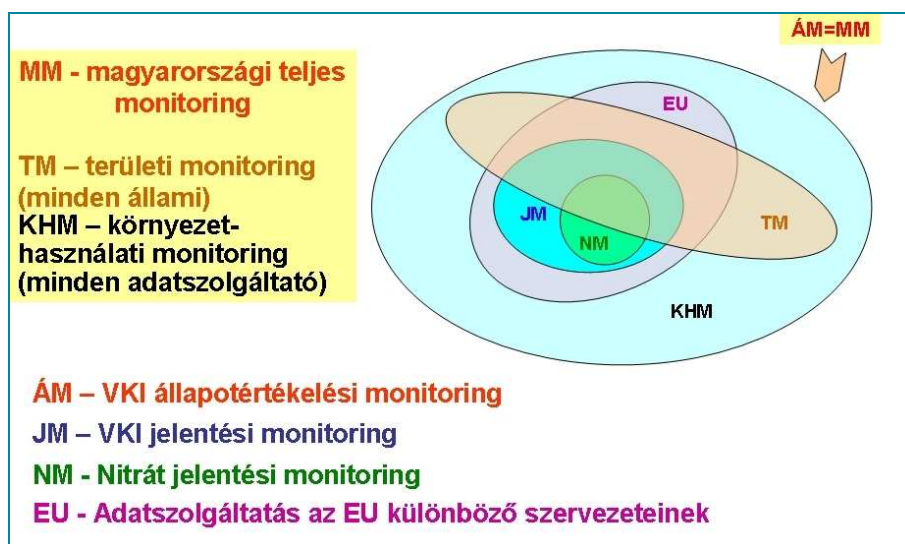 ÁM=MM
MM - magyarországi teljes
monitoring
TM – területi monitoring
(minden állami)
KHM – környezet-
használati monitoring
(minden adatszolgáltató)
EU
JM
NM
TM
KHM
ÁM – VKI állapotértékelési monitoring
JM – VKI jelentési monitoring
NM - Nitrát jelentési monitoring
EU - Adatszolgáltatás az EU különböző szervezeteinek